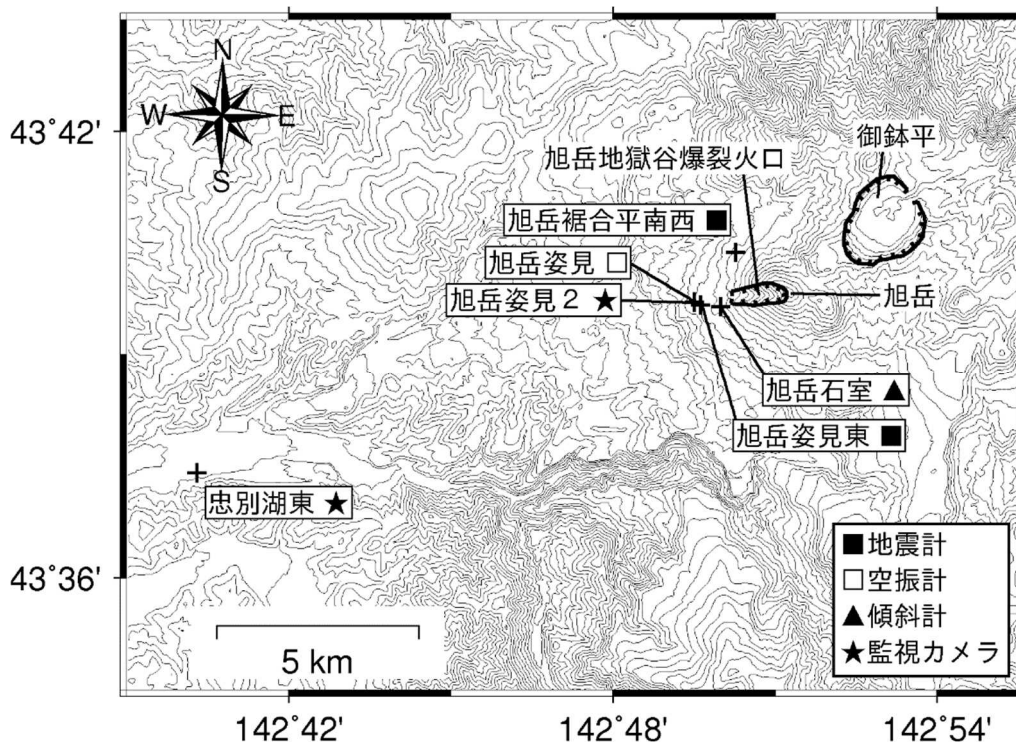 N
W
E
S
43°42'
御鉢平
旭岳地獄谷爆裂火口
旭岳裾合平南西 ■
旭岳姿見 □
旭岳姿見2 ★
旭岳
旭岳石室 ▲
旭岳姿見東 ■
忠別湖東 ★
43°36'
■地震計
□空振計
▲傾斜計
★監視カメラ
5 km
142°42'
142°48'
142°54'